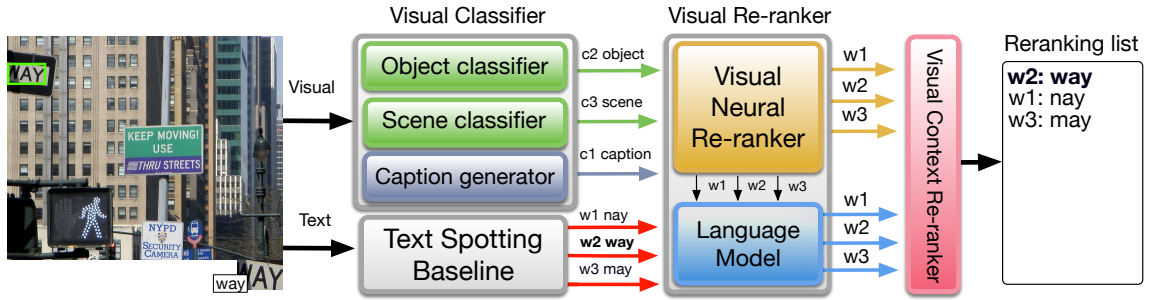 Visual Classifier
Visual Re-ranker
WAY
KEEP MOVING!
USE
THRU STREETS
NYPD
SECURITY
CAMERA
WAY
way
Visual
Text
Object classifier
Scene classifier
Caption generator
Text Spotting
Baseline
c2 object
c3 scene
c1 caption
w1 nay
w2 way
w3 may
Visual
Neural
Re-ranker
w1
w2
w3
Language
Model
w1
w2
w3
w1
w2
w3
Visual Context Re-ranker
Reranking list
w2: way
w1: nay
w3: may